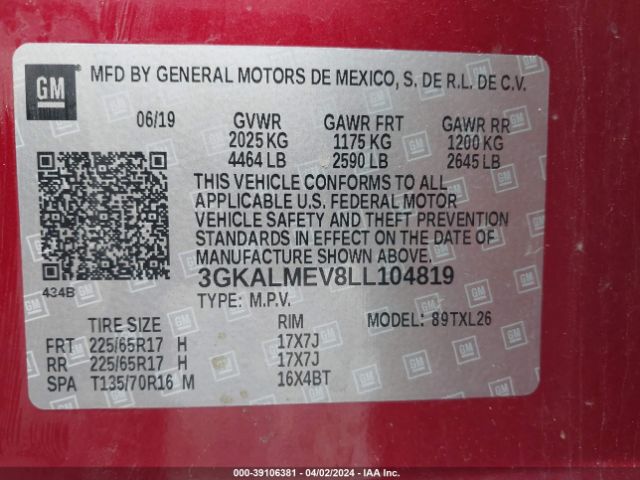 GM
MFD BY GENERAL MOTORS DE MEXICO, S. DE R.L. DE C.V.
06/19 GVWR GAWR FRT GAWR RR
2025 KG 1175 KG 1200 KG
4464 LB 2590 LB 2645 LB
THIS VEHICLE CONFORMS TO ALL
APPLICABLE U.S. FEDERAL MOTOR
VEHICLE SAFETY AND THEFT PREVENTION
STANDARDS IN EFFECT ON THE DATE OF
MANUFACTURE SHOWN ABOVE.
434B 3GKALMEV8LL104819
TYPE: M.P.V.
TIRE SIZE RIM MODEL: 89TXL26
FRT 225/65R17 H 17X7J
RR 225/65R17 H 17X7J
SPA T135/70R16 M 16X4BT
000-39106381 - 04/02/2024 - IAA Inc.